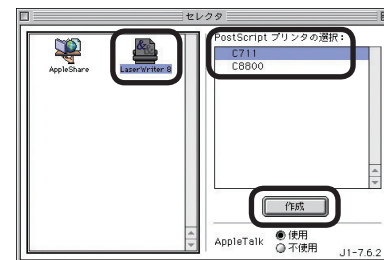 セレクタ
AppleShare
LaserWriter 8
PostScript プリンタの選択：
C711
C8800
作成
AppleTalk
使用
不使用
J1-7.6.2